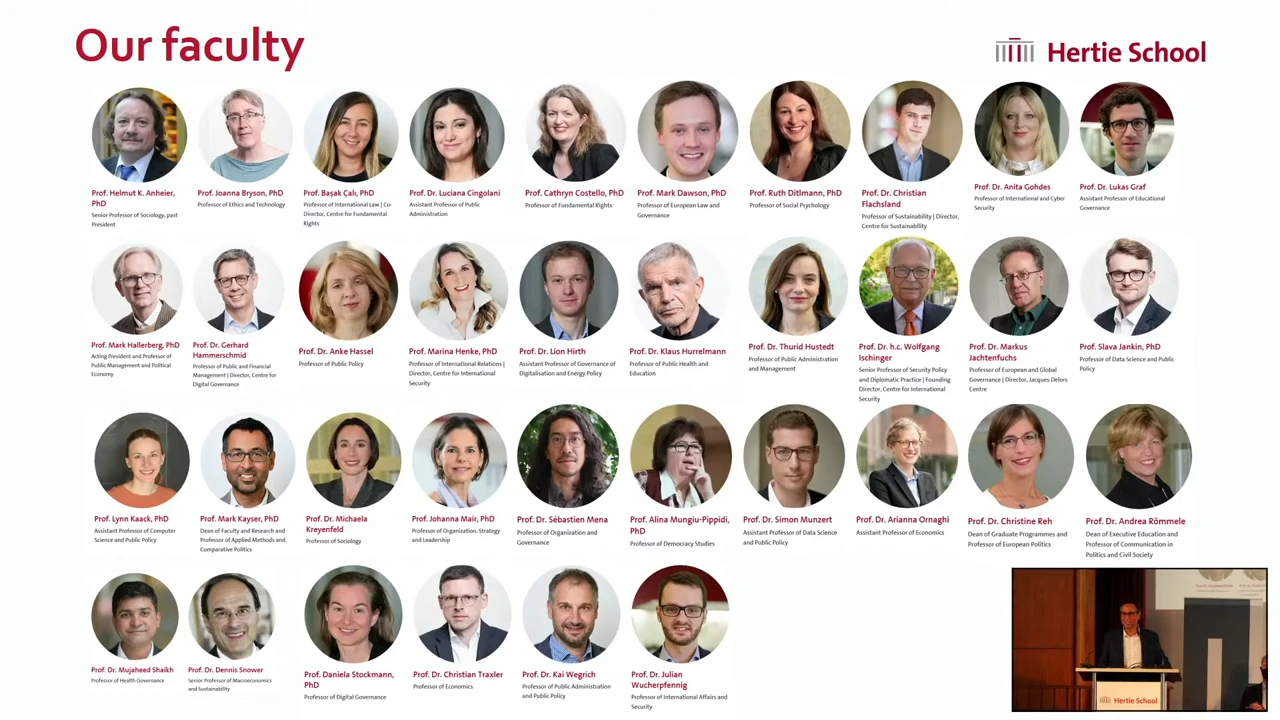 Our faculty
Hertie School
Prof. Helmut K. Anheier,
PhD
Senior Professor of Sociology, past
President
Prof. Joanna Bryson, PhD
Professor of Ethics and Technology
Prof. Başak Çalı, PhD
Professor of International Law | Co-
Director, Centre for Fundamental
Rights
Prof. Dr. Luciana Cingolani
Assistant Professor of Public
Administration
Prof. Cathryn Costello, PhD
Professor of Fundamental Rights
Prof. Mark Dawson, PhD
Professor of European Law and
Governance
Prof. Ruth Ditlmann, PhD
Professor of Social Psychology
Prof. Dr. Christian
Flachsland
Professor of Sustainability | Director,
Centre for Sustainability
Prof. Dr. Anita Gohdes
Professor of International and Cyber
Security
Prof. Dr. Lukas Graf
Assistant Professor of Educational
Governance
Prof. Mark Hallerberg, PhD
Acting President and Professor of
Public Management and Political
Economy
Prof. Dr. Gerhard
Hammerschmid
Professor of Public and Financial
Management | Director, Centre for
Digital Governance
Prof. Dr. Anke Hassel
Professor of Public Policy
Prof. Marina Henke, PhD
Professor of International Relations |
Director, Centre for International
Security
Prof. Dr. Lion Hirth
Assistant Professor of Governance of
Digitalisation and Energy Policy
Prof. Dr. Klaus Hurrelmann
Professor of Public Health and
Education
Prof. Dr. Thurid Hustedt
Professor of Public Administration
and Management
Prof. Dr. h.c. Wolfgang
Ischinger
Senior Professor of Security Policy
and Diplomatic Practice | Founding
Director, Centre for International
Security
Prof. Dr. Markus
Jachtenfuchs
Professor of European and Global
Governance | Director, Jacques Delors
Centre
Prof. Slava Jankin, PhD
Professor of Data Science and Public
Policy
Prof. Lynn Kaack, PhD
Assistant Professor of Computer
Science and Public Policy
Prof. Mark Kayser, PhD
Dean of Faculty and Research and
Professor of Applied Methods and
Comparative Politics
Prof. Dr. Michaela
Kreyenfeld
Professor of Sociology
Prof. Johanna Mair, PhD
Professor of Organization, Strategy
and Leadership
Prof. Dr. Sébastien Mena
Professor of Organization and
Governance
Prof. Alina Mungiu-Pippidi,
PhD
Professor of Democracy Studies
Prof. Dr. Simon Munzert
Assistant Professor of Data Science
and Public Policy
Prof. Dr. Arianna Ornaghi
Assistant Professor of Economics
Prof. Dr. Christine Reh
Dean of Graduate Programmes and
Professor of European Politics
Prof. Dr. Andrea Römmele
Dean of Executive Education and
Professor of Communication in
Politics and Civil Society
Prof. Dr. Mujaheed Shaikh
Professor of Health Governance
Prof. Dr. Dennis Snower
Senior Professor of Macroeconomics
and Sustainability
Prof. Daniela Stockmann,
PhD
Professor of Digital Governance
Prof. Dr. Christian Traxler
Professor of Economics
Prof. Dr. Kai Wegrich
Professor of Public Administration
and Public Policy
Prof. Dr. Julian
Wucherpfennig
Professor of International Affairs and
Security
Hertie School